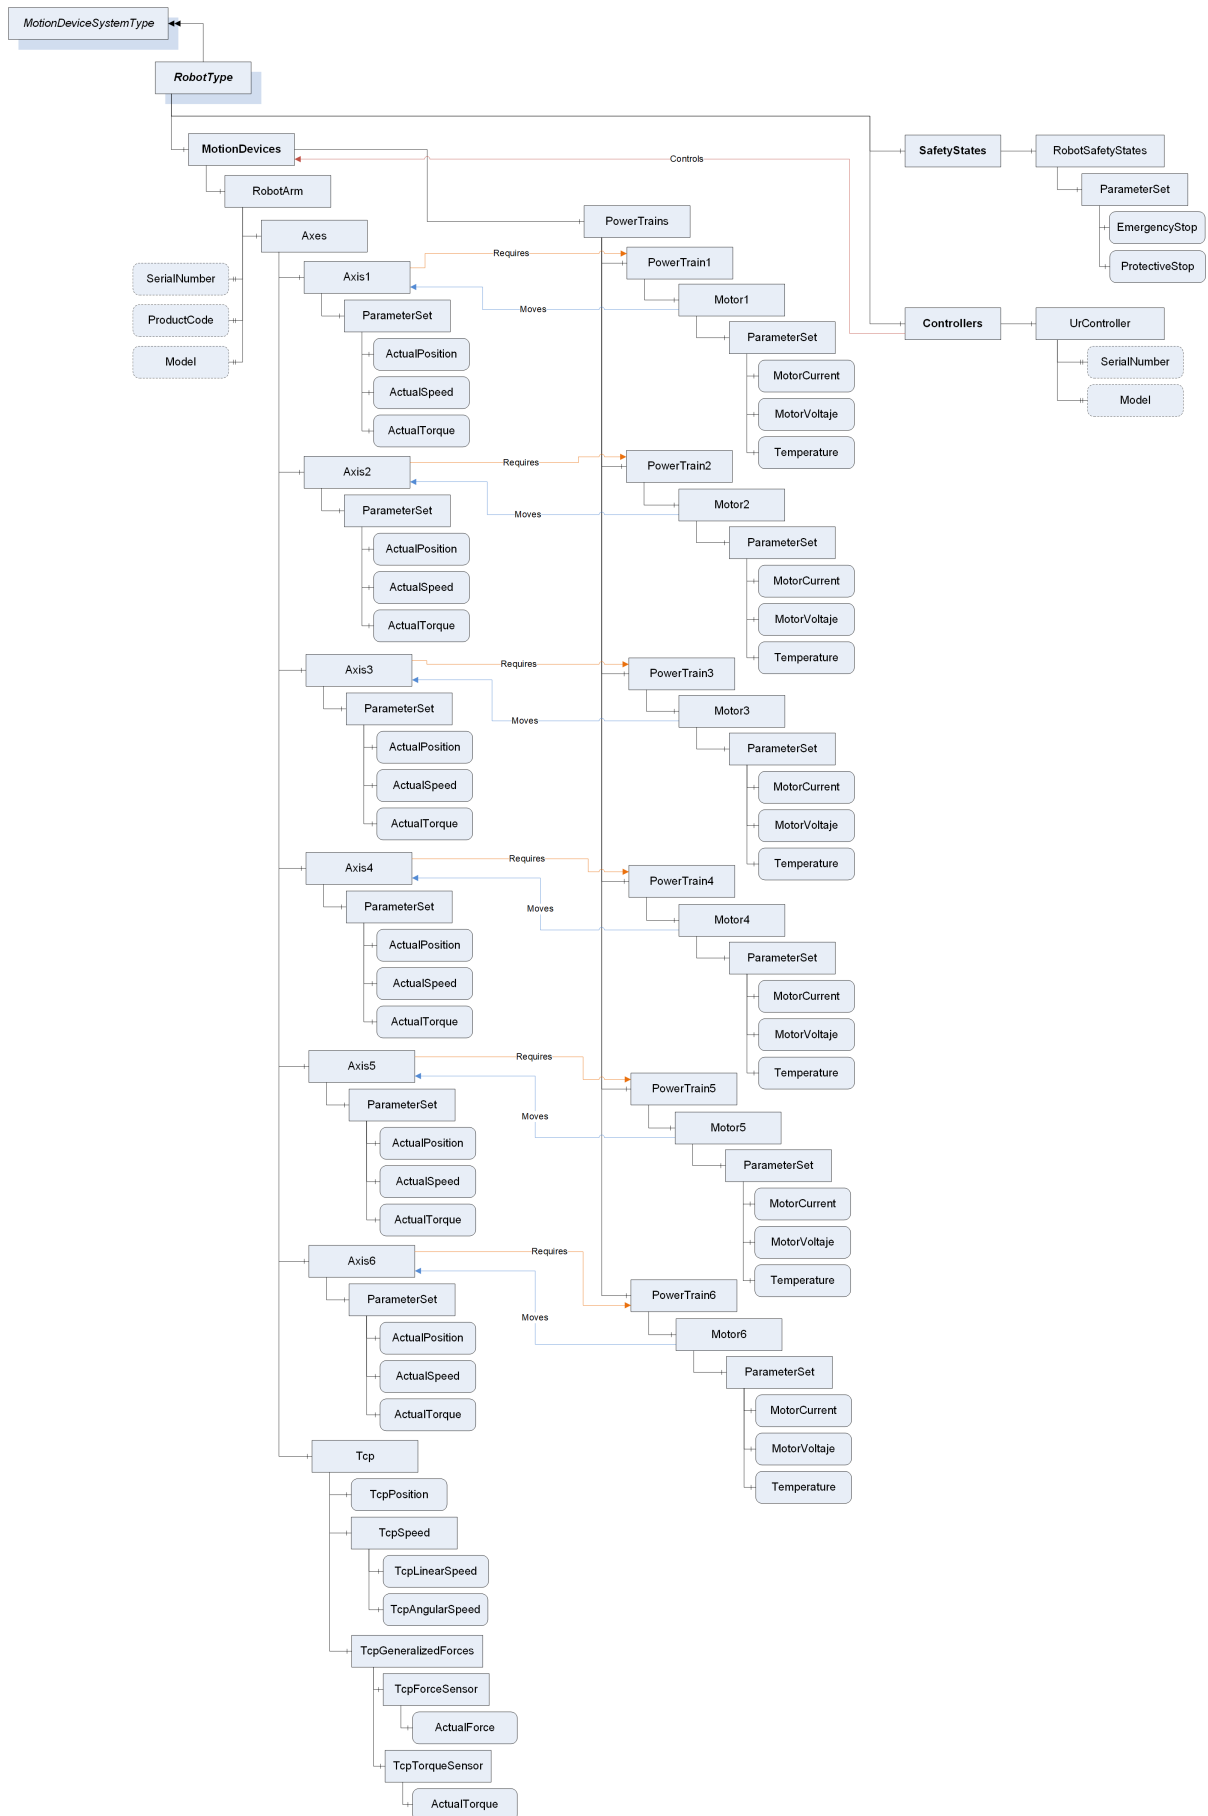 MotionDeviceSystemType
RobotType
MotionDevices
Controls
SafetyStates
RobotSafetyStates
RobotArm
ParameterSet
Axes
PowerTrains
EmergencyStop
Requires
PowerTrain1
ProtectiveStop
SerialNumber
Axis1
Motor1
Moves
ProductCode
ParameterSet
Controllers
UrController
ParameterSet
ActualPosition
Model
SerialNumber
MotorCurrent
ActualSpeed
Model
MotorVoltaje
ActualTorque
Temperature
Axis2
Requires
PowerTrain2
ParameterSet
Moves
Motor2
ParameterSet
ActualPosition
MotorCurrent
ActualSpeed
MotorVoltaje
ActualTorque
Temperature
Axis3
Requires
PowerTrain3
ParameterSet
Moves
Motor3
ActualPosition
ParameterSet
ActualSpeed
MotorCurrent
ActualTorque
MotorVoltaje
Temperature
Axis4
Requires
PowerTrain4
ParameterSet
Moves
Motor4
ActualPosition
ParameterSet
ActualSpeed
MotorCurrent
ActualTorque
MotorVoltaje
Axis5
Requires
Temperature
PowerTrain5
ParameterSet
Moves
Motor5
ActualPosition
ParameterSet
ActualSpeed
MotorCurrent
ActualTorque
MotorVoltaje
Axis6
Requires
Temperature
ParameterSet
PowerTrain6
Moves
Motor6
ActualPosition
ParameterSet
ActualSpeed
MotorCurrent
ActualTorque
MotorVoltaje
Tcp
Temperature
TcpPosition
TcpSpeed
TcpLinearSpeed
TcpAngularSpeed
TcpGeneralizedForces
TcpForceSensor
ActualForce
TcpTorqueSensor
ActualTorque